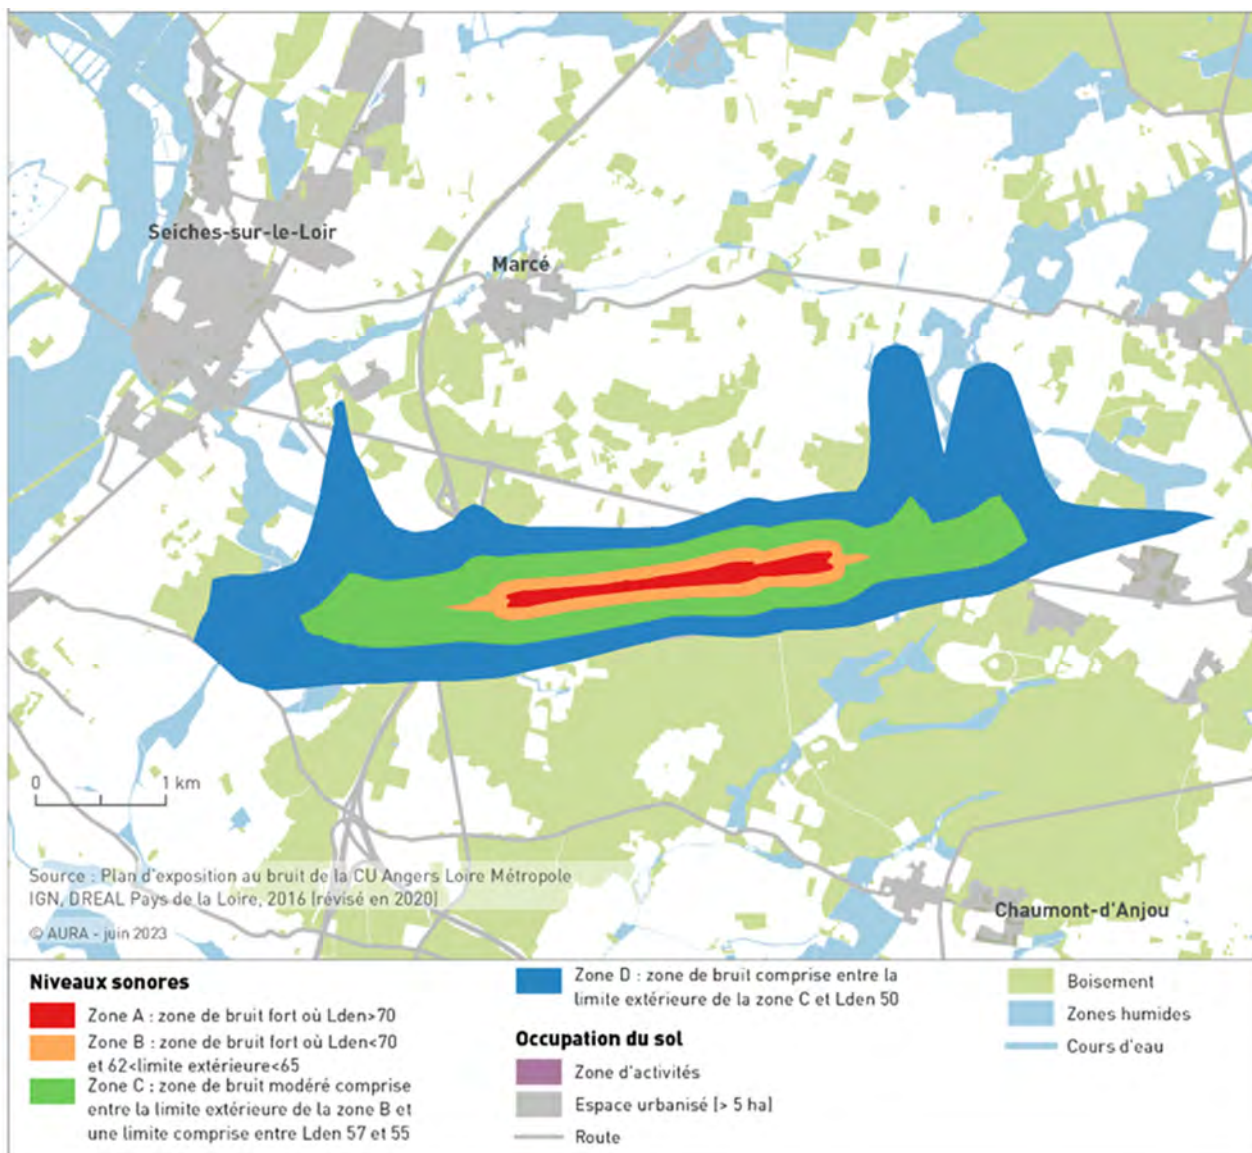 Seiches-sur-le-Loir
Marcé
0 1 km
Source : Plan d'exposition au bruit de la CU Angers Loire Métropole
IGN, DREAL Pays de la Loire, 2016 [révisé en 2020]
© AURA - juin 2023
Chaumont-d'Anjou
Niveaux sonores
Zone A : zone de bruit fort où Lden>70
Zone B : zone de bruit fort où Lden<70
et 62<limite extérieure<65
Zone C : zone de bruit modéré comprise
entre la limite extérieure de la zone B et
une limite comprise entre Lden 57 et 55
Zone D : zone de bruit comprise entre la
limite extérieure de la zone C et Lden 50
Occupation du sol
Zone d'activités
Espace urbanisé [> 5 ha]
Route
Boisement
Zones humides
Cours d'eau